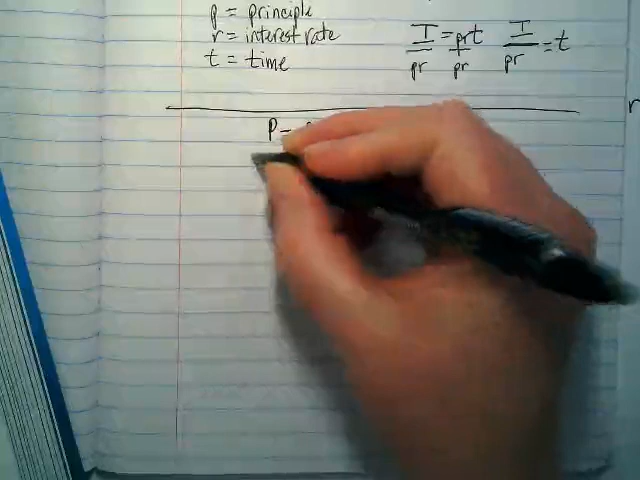 p = principle
r = interest rate
t = time
I/pr = prt/pr I/pr = t
P =
r